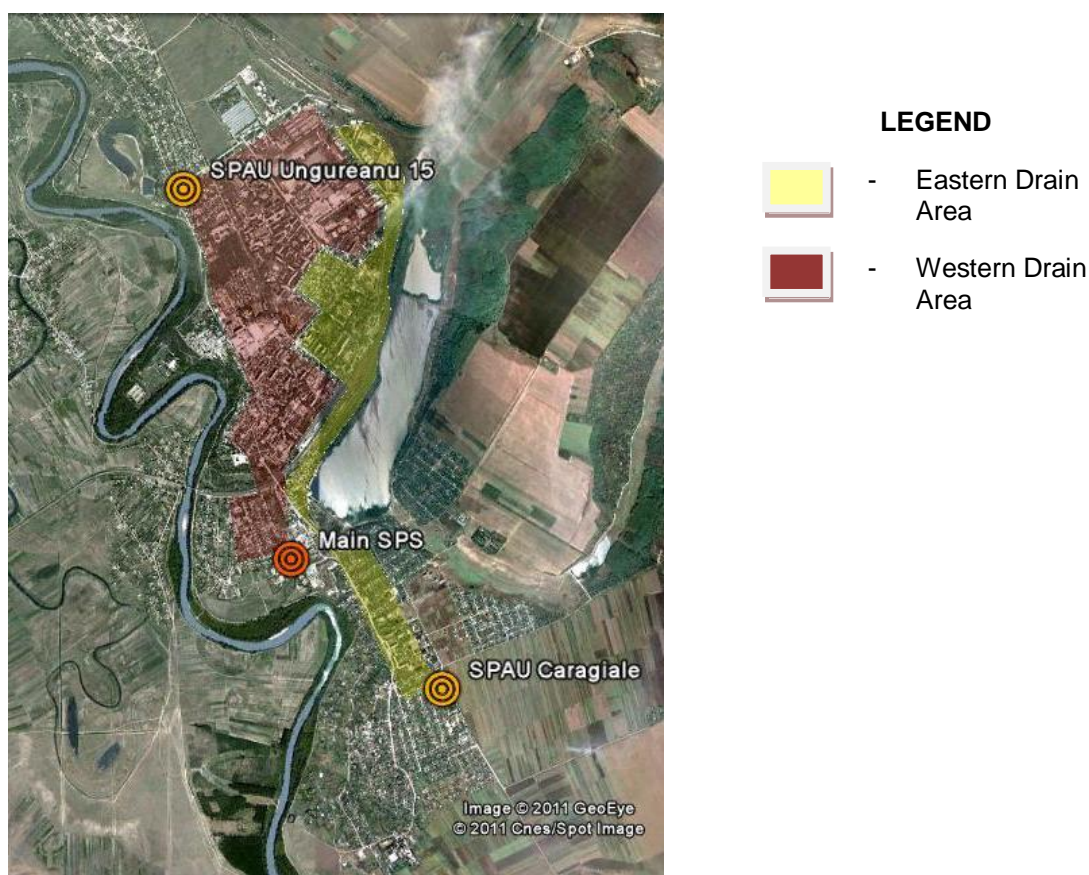 SPAU Ungureanu 15
Main SPS
SPAU Caragiale
Image © 2011 GeoEye
© 2011 Cnes/Spot Image
LEGEND
- Eastern Drain
Area
- Western Drain
Area